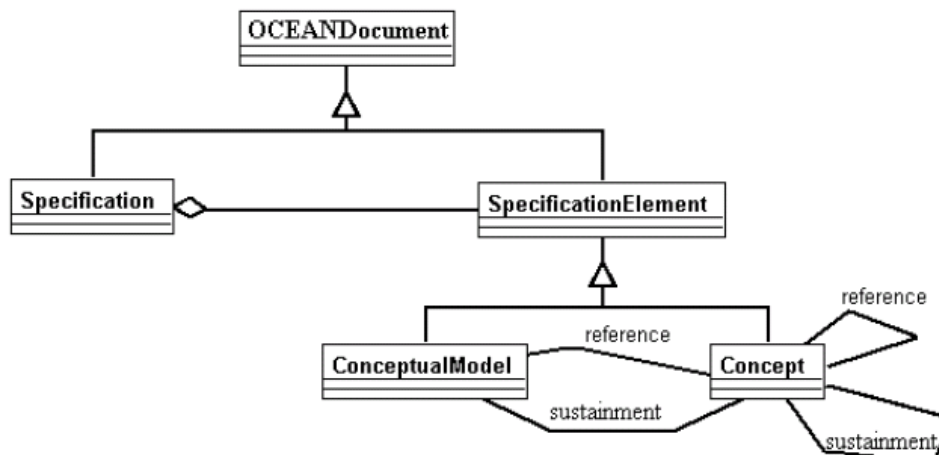 OCEANDocument
Specification
SpecificationElement
reference
reference
ConceptualModel
Concept
sustainment
sustainment